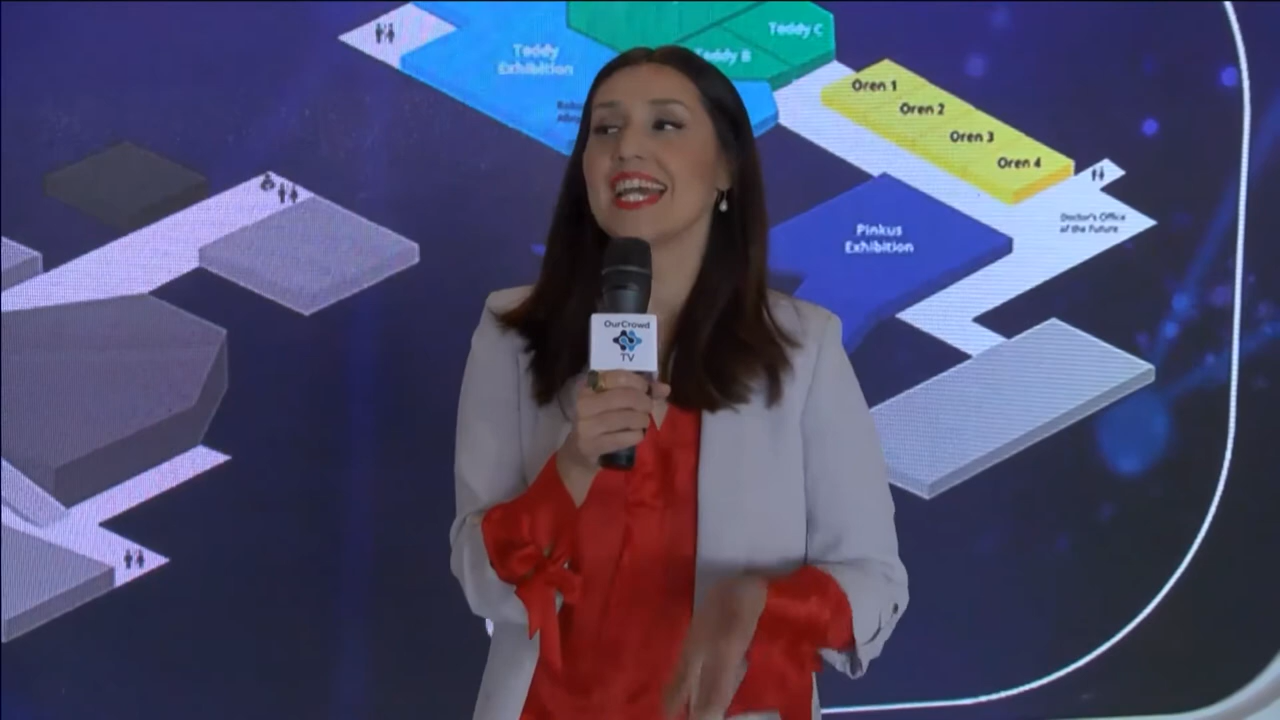 Teddy C
Teddy B
Teddy
Exhibition
Oren 1
Oren 2
Oren 3
Oren 4
Doctor's Office
of the Future
Pinkus
Exhibition
OurCrowd
TV